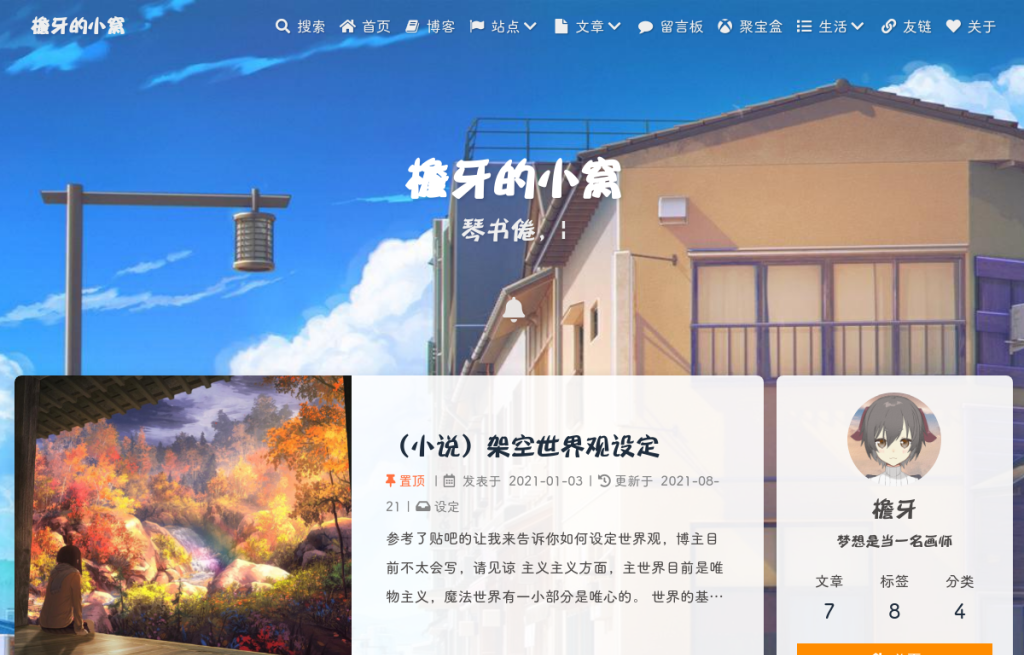 檐牙的小窝
搜索 首页 博客 站点 文章 留言板 聚宝盒 生活 友链 关于
檐牙的小窝
琴书倦，|
（小说）架空世界观设定
置顶 | 发表于 2021-01-03 | 更新于 2021-08-
21 | 设定
参考了贴吧的让我来告诉你如何设定世界观，博主目
前不太会写，请见谅 主义主义方面，主世界目前是唯
物主义，魔法世界有一小部分是唯心的。 世界的基…
檐牙
梦想是当一名画师
文章 标签 分类
7 8 4